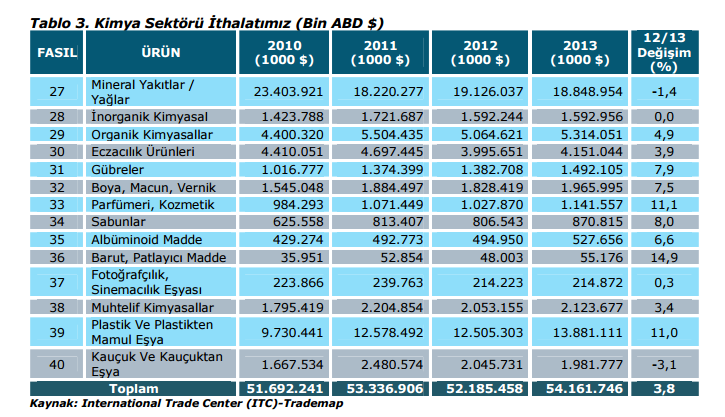 Tablo 3. Kimya Sektörü İthalatımız (Bin ABD $)
FASIL ÜRÜN 2010 (1000 $) 2011 (1000 $) 2012 (1000 $) 2013 (1000 $) 12/13 Değişim (%)
27 Mineral Yakıtlar / Yağlar 23.403.921 18.220.277 19.126.037 18.848.954 -1,4
28 İnorganik Kimyasal 1.423.788 1.721.687 1.592.244 1.592.956 0,0
29 Organik Kimyasallar 4.400.320 5.504.435 5.064.621 5.314.051 4,9
30 Eczacılık Ürünleri 4.410.051 4.697.445 3.995.651 4.151.044 3,9
31 Gübreler 1.016.777 1.374.399 1.382.708 1.492.105 7,9
32 Boya, Macun, Vernik 1.545.048 1.884.497 1.828.419 1.965.995 7,5
33 Parfümeri, Kozmetik 984.293 1.071.449 1.027.870 1.141.557 11,1
34 Sabunlar 625.558 813.407 806.543 870.815 8,0
35 Albüminoid Madde 429.274 492.773 494.950 527.656 6,6
36 Barut, Patlayıcı Madde 35.951 52.854 48.003 55.176 14,9
37 Fotoğrafçılık, Sinemacılık Eşyası 223.866 239.763 214.223 214.872 0,3
38 Muhtelif Kimyasallar 1.795.419 2.204.854 2.053.155 2.123.677 3,4
39 Plastik Ve Plastikten Mamul Eşya 9.730.441 12.578.492 12.505.303 13.881.111 11,0
40 Kauçuk Ve Kauçuktan Eşya 1.667.534 2.480.574 2.045.731 1.981.777 -3,1
Toplam 51.692.241 53.336.906 52.185.458 54.161.746 3,8
Kaynak: International Trade Center (ITC)-Trademap